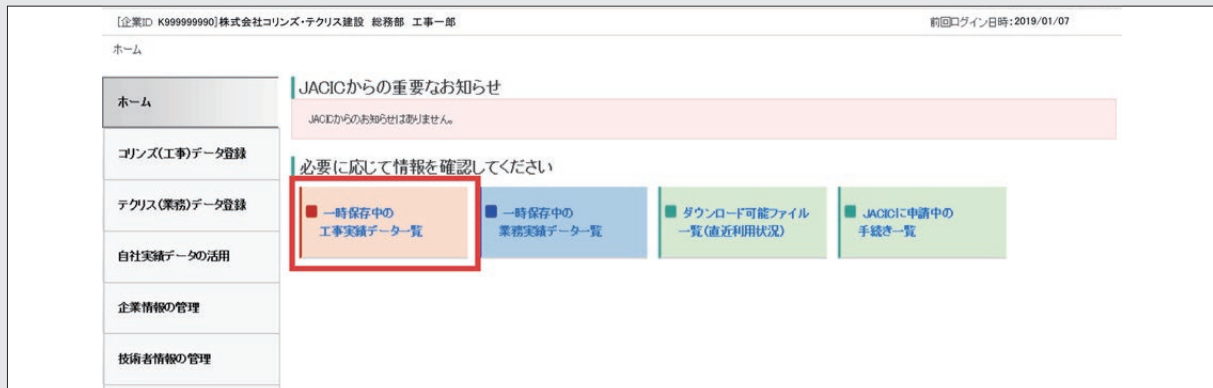 [企業ID K999999990]株式会社コリンズ・テクリス建設 総務部 工事一郎
前回ログイン日時:2019/01/07
ホーム
ホーム
コリンズ(工事)データ登録
テクリス(業務)データ登録
自社実績データの活用
企業情報の管理
技術者情報の管理
JACICからの重要なお知らせ
JACICからのお知らせはありません。
必要に応じて情報を確認してください
一時保存中の
工事実績データ一覧
一時保存中の
業務実績データ一覧
ダウンロード可能ファイル
一覧(直近利用状況)
JACICに申請中の
手続き一覧